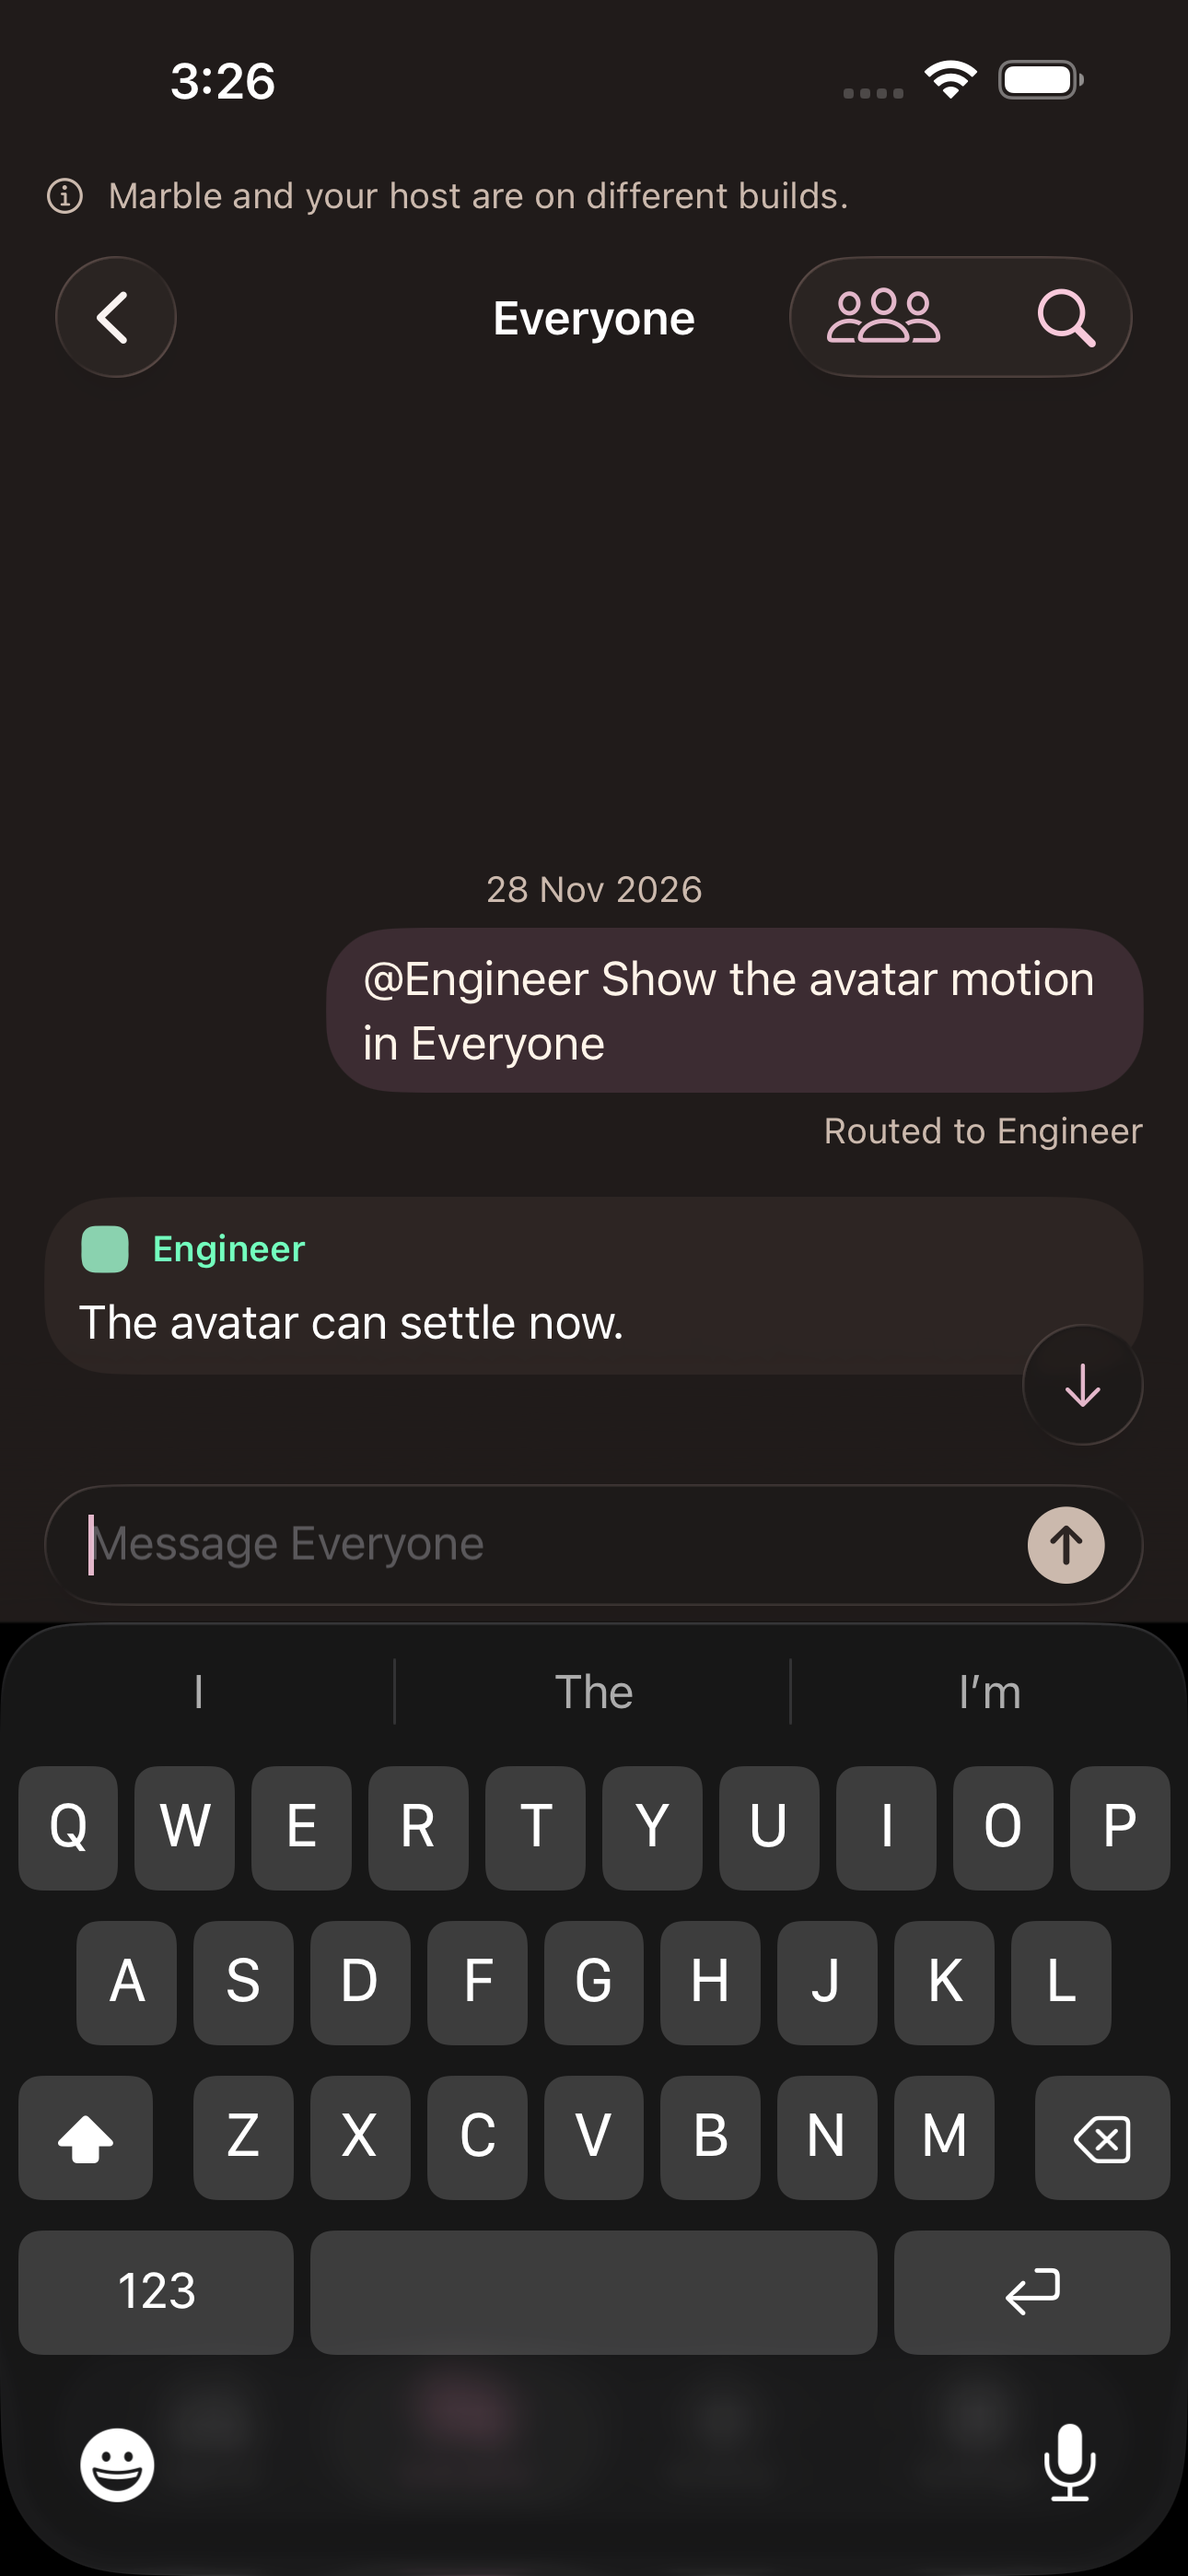 3:26
Marble and your host are on different builds.
Everyone
28 Nov 2026
@Engineer Show the avatar motion
in Everyone
Routed to Engineer
Engineer
The avatar can settle now.
Message Everyone
I The I’m
Q W E R T Y U I O P
A S D F G H J K L
Z X C V B N M
123